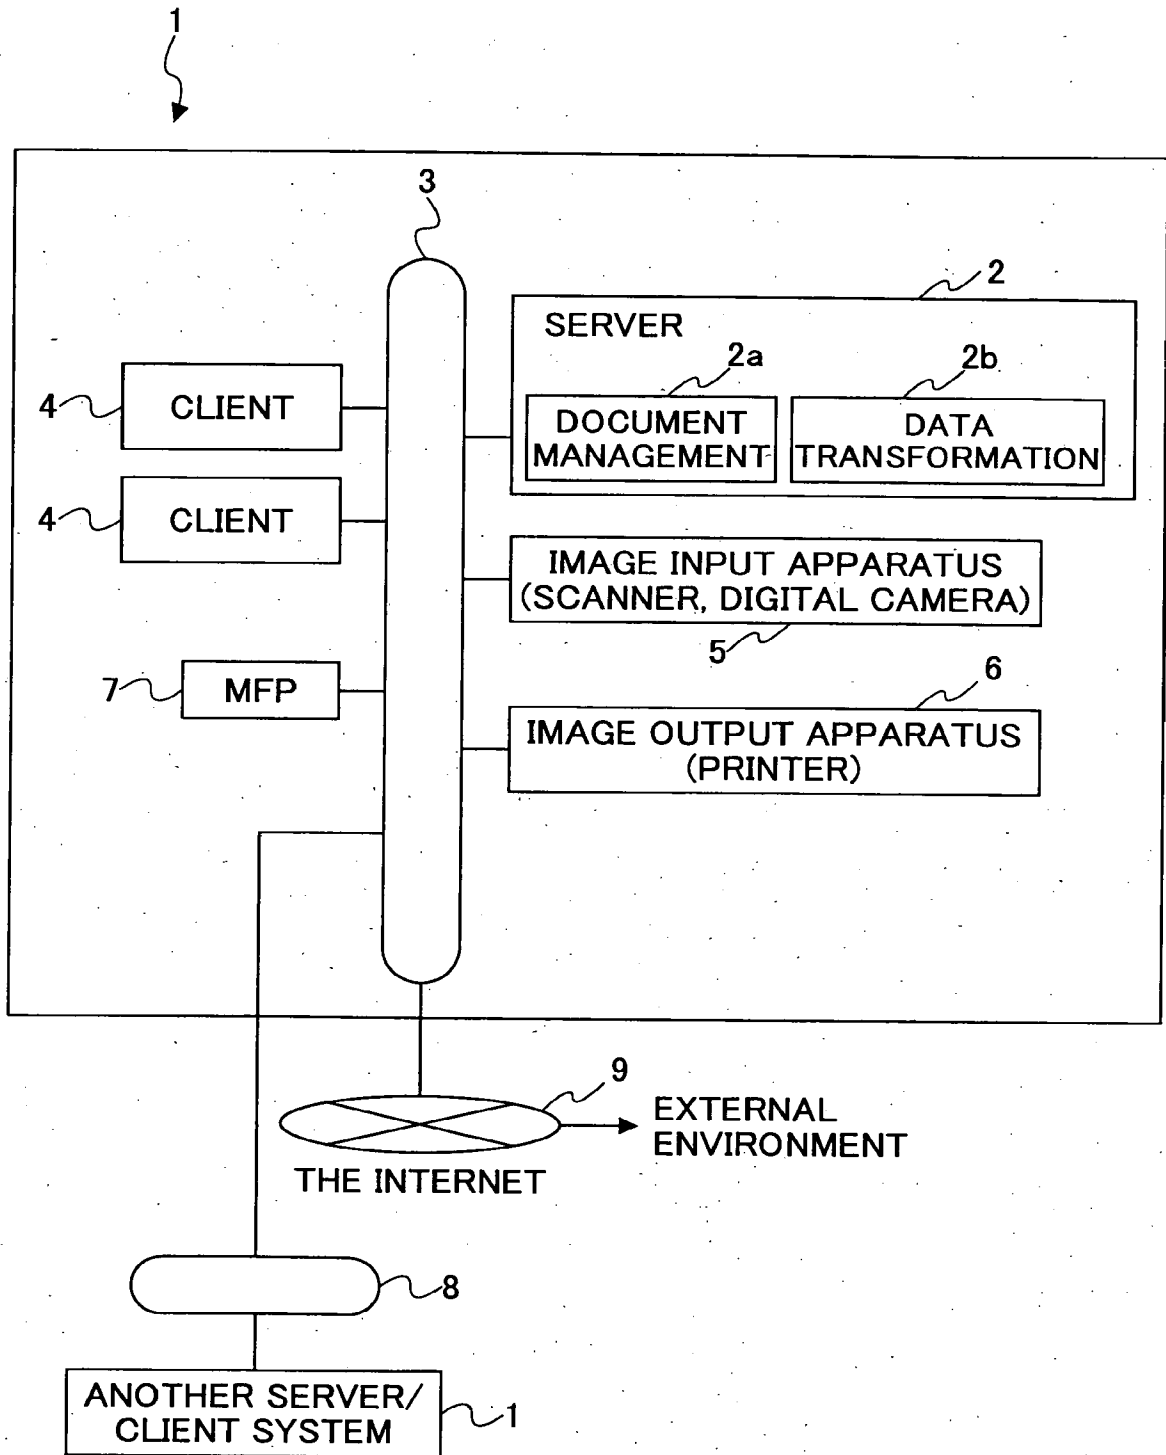 1
3
2
SERVER
2a
2b
4
CLIENT
DOCUMENT
MANAGEMENT
DATA
TRANSFORMATION
4
CLIENT
IMAGE INPUT APPARATUS
(SCANNER, DIGITAL CAMERA)
5
7
MFP
6
IMAGE OUTPUT APPARATUS
(PRINTER)
9
EXTERNAL
ENVIRONMENT
THE INTERNET
8
ANOTHER SERVER/
CLIENT SYSTEM
1